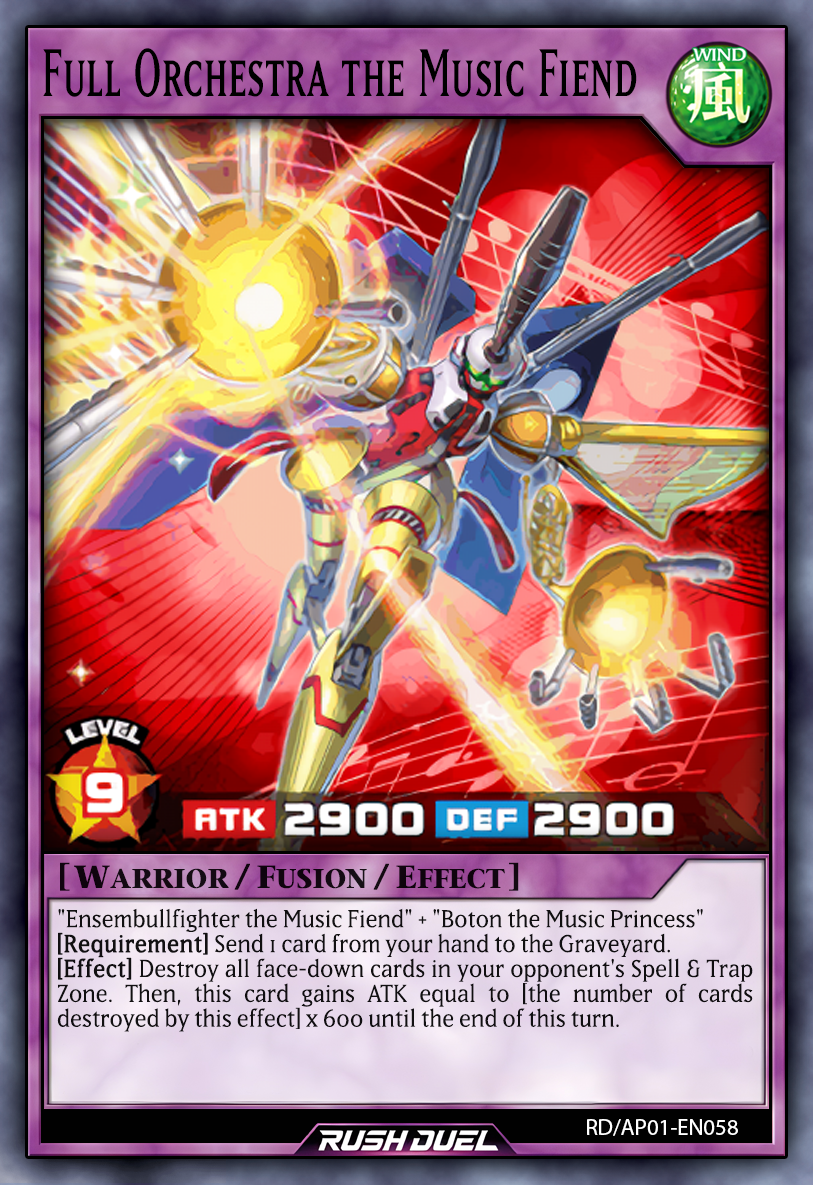 Full Orchestra the Music Fiend
WIND
風
LEVEL
9
ATK 2900 DEF 2900
[ Warrior / Fusion / Effect ]
"Ensembullfighter the Music Fiend" + "Boton the Music Princess"
[Requirement] Send 1 card from your hand to the Graveyard.
[Effect] Destroy all face-down cards in your opponent's Spell & Trap
Zone. Then, this card gains ATK equal to [the number of cards
destroyed by this effect] x 600 until the end of this turn.
RD/AP01-EN058
RUSH DUEL